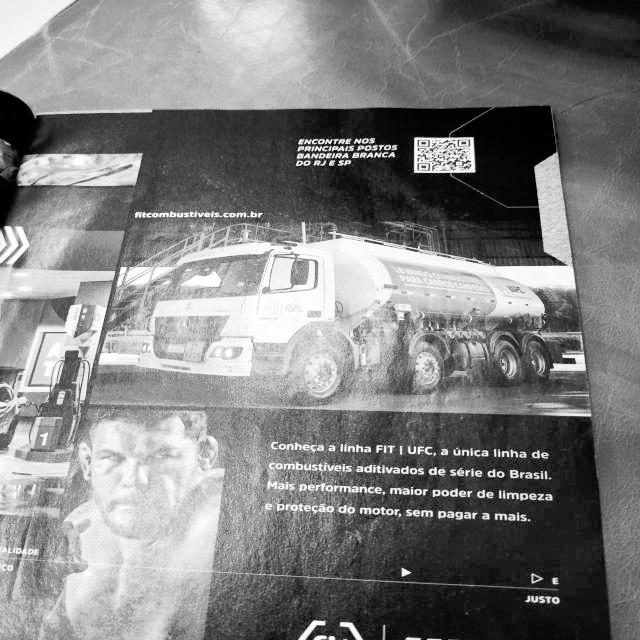 ENCONTRE NOS
PRINCIPAIS POSTOS
BANDEIRA BRANCA
DO RJ E SP
fitcombustiveis.com.br
1
Conheça a linha FIT | UFC, a única linha de
combustíveis aditivados de série do Brasil.
Mais performance, maior poder de limpeza
e proteção do motor, sem pagar a mais.
ALIDADE
ÇO
E
JUSTO